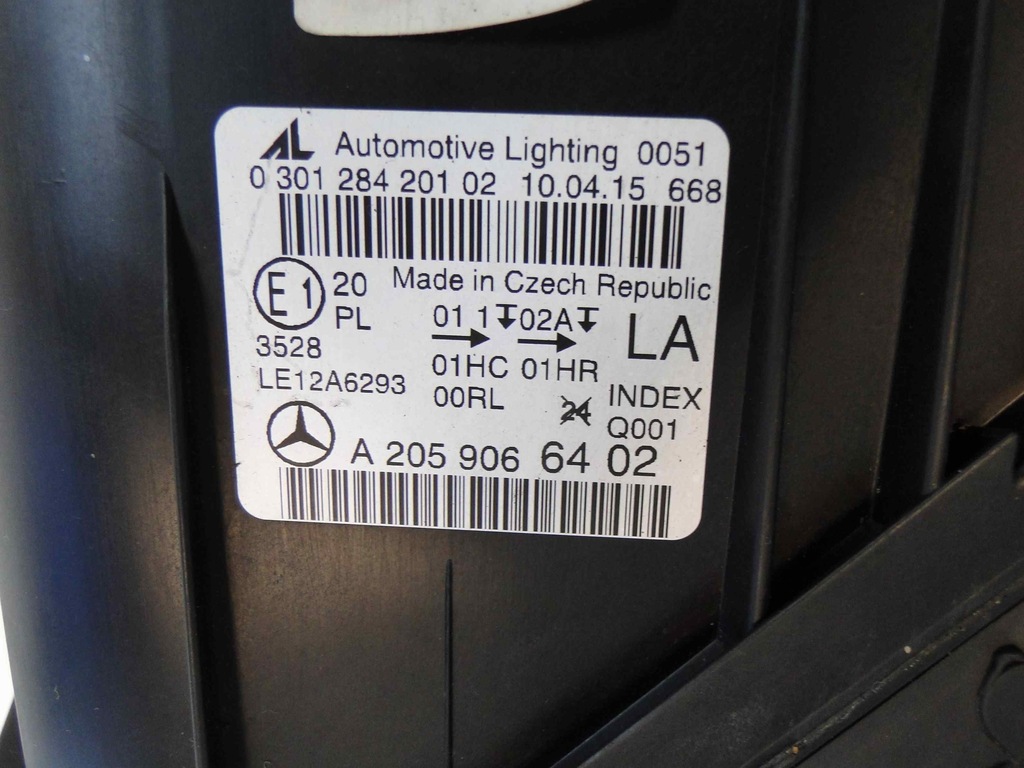 AL Automotive Lighting 0051
0 301 284 201 02 10.04.15 668
E1 20 Made in Czech Republic
PL 01 1 02A LA
3528
01HC 01HR
LE12A6293
00RL 24 INDEX
Q001
A 205 906 64 02